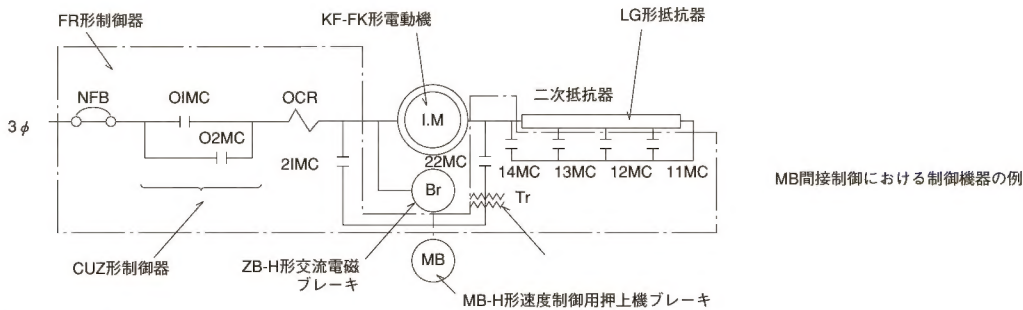 FR形制御器
KF-FK形電動機
LG形抵抗器
NFB
O1MC
OCR
I.M
二次抵抗器
3φ
O2MC
21MC
22MC
14MC
13MC
12MC
11MC
MB間接制御における制御機器の例
Br
Tr
CUZ形制御器
ZB-H形交流電磁
ブレーキ
MB
MB-H形速度制御用押上機ブレーキ